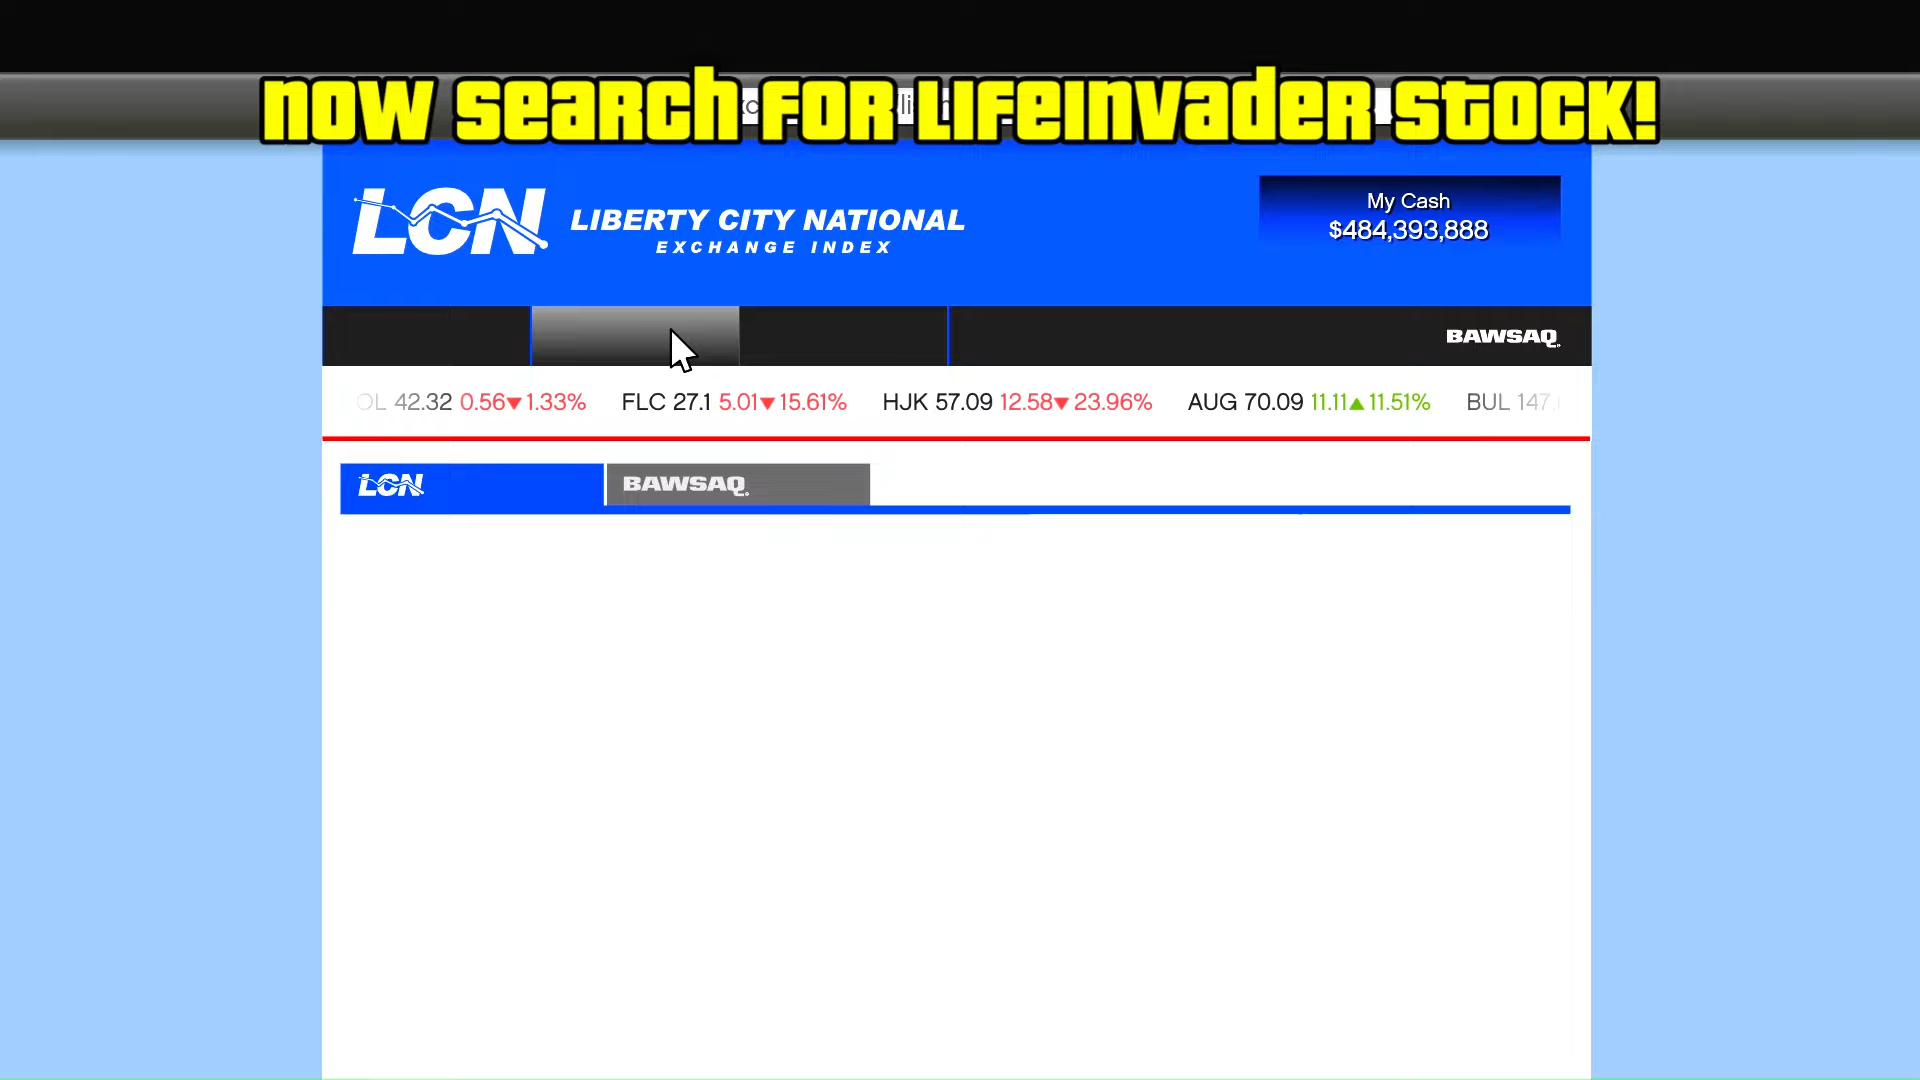 NOW SEARCH FOR LIFEINVADER STOCK!
LCN LIBERTY CITY NATIONAL
EXCHANGE INDEX
My Cash
$484,393,888
BAWSAQ
OL 42.32 0.56▼1.33% FLC 27.1 5.01▼15.61% HJK 57.09 12.58▼23.96% AUG 70.09 11.11▲11.51% BUL 147.
LCN BAWSAQ